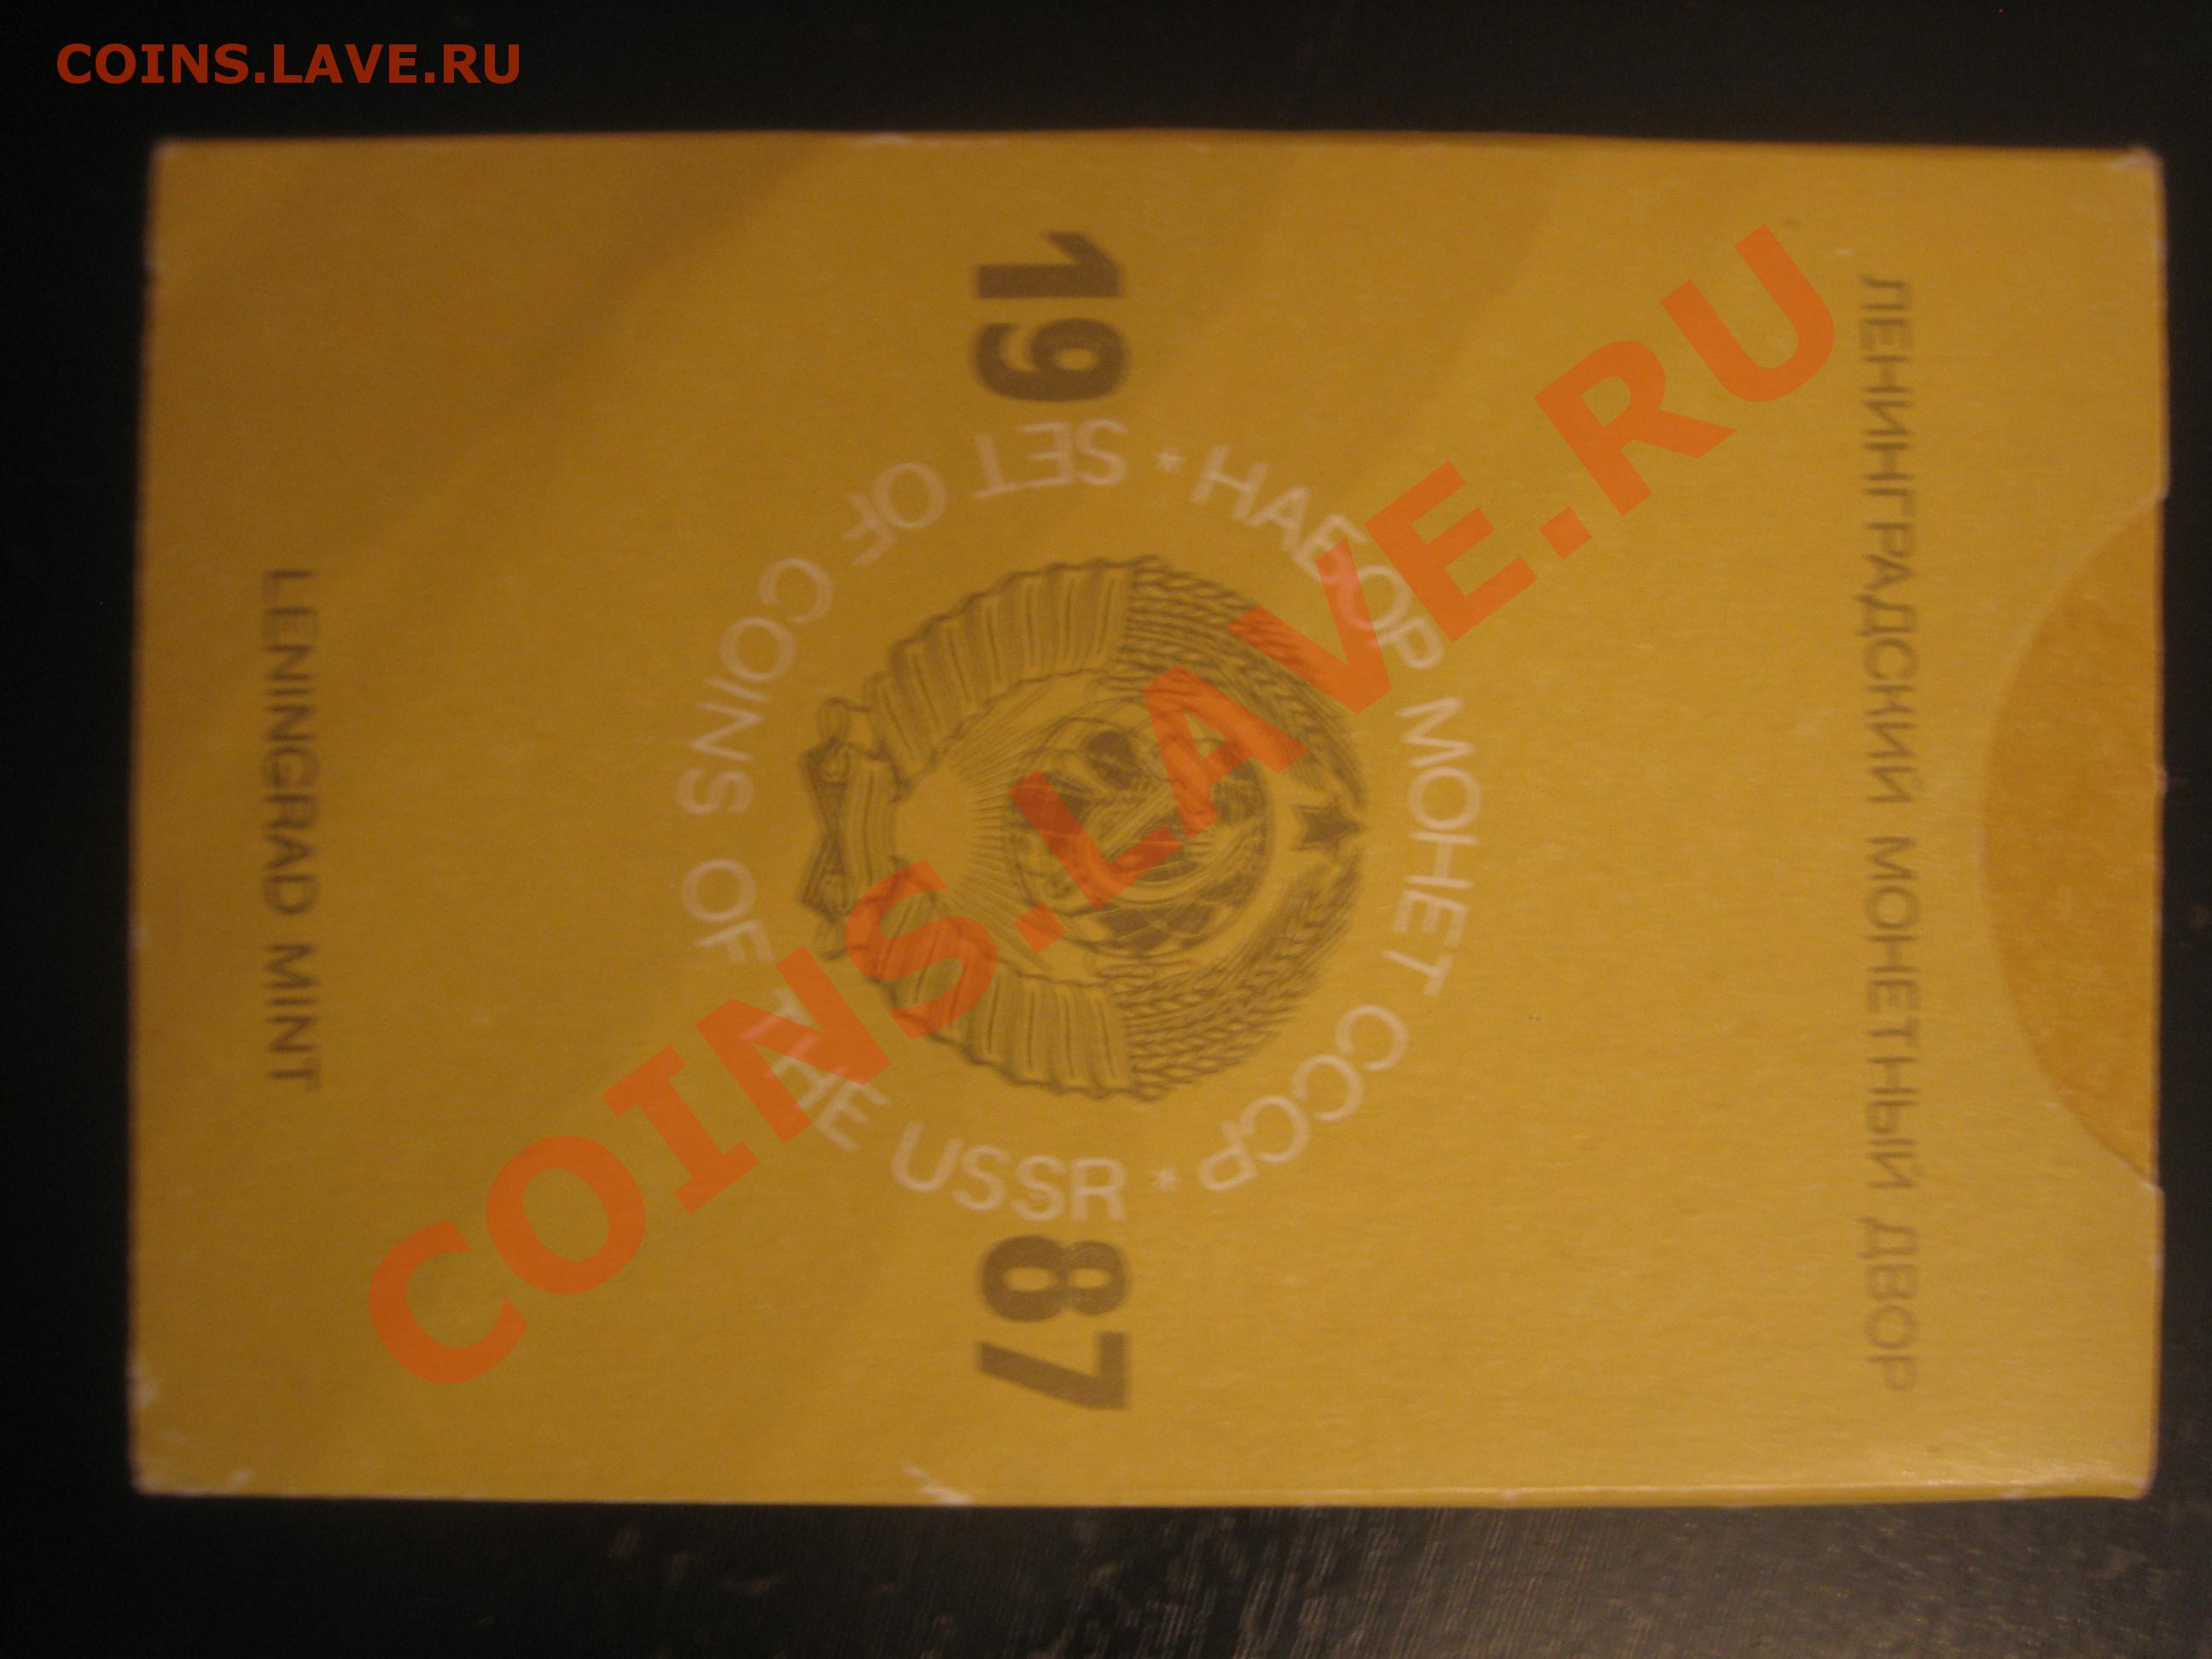 COINS.LAVE.RU
ЛЕНИНГРАДСКИЙ МОНЕТНЫЙ ДВОР
* НАБОР МОНЕТ СССР *
19 87
SET OF COINS OF THE USSR
LENINGRAD MINT
COINS.LAVE.RU